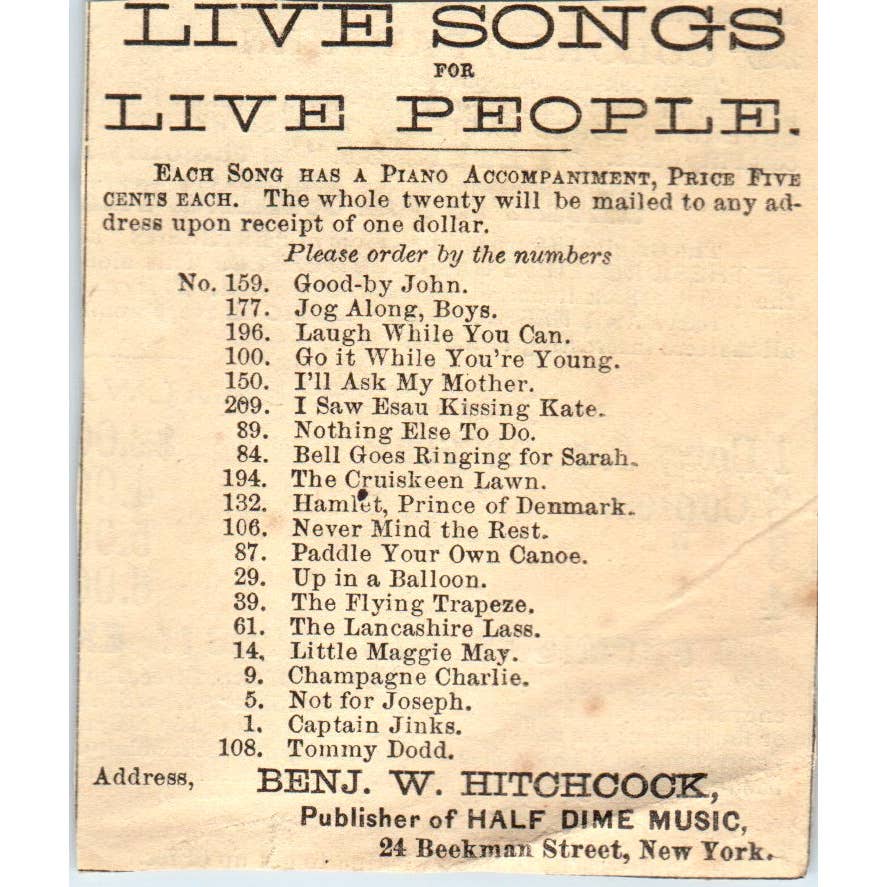 LIVE SONGS
FOR
LIVE PEOPLE.
EACH SONG HAS A PIANO ACCOMPANIMENT, PRICE FIVE
CENTS EACH. The whole twenty will be mailed to any ad-
dress upon receipt of one dollar.
Please order by the numbers
No. 159. Good-by John.
177. Jog Along, Boys.
196. Laugh While You Can.
100. Go it While You're Young.
150. I'll Ask My Mother.
209. I Saw Esau Kissing Kate.
89. Nothing Else To Do.
84. Bell Goes Ringing for Sarah.
194. The Cruiskeen Lawn.
132. Hamlet, Prince of Denmark.
106. Never Mind the Rest.
87. Paddle Your Own Canoe.
29. Up in a Balloon.
39. The Flying Trapeze.
61. The Lancashire Lass.
14. Little Maggie May.
9. Champagne Charlie.
5. Not for Joseph.
1. Captain Jinks.
108. Tommy Dodd.
Address, BENJ. W. HITCHCOCK,
Publisher of HALF DIME MUSIC,
24 Beekman Street, New York.